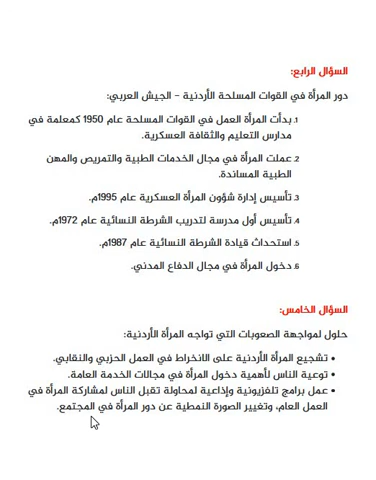 السؤال الرابع:
دور المرأة في القوات المسلحة الأردنية – الجيش العربي:
1. بدأت المرأة العمل في القوات المسلحة عام 1950 كمعلمة في
مدارس التعليم والثقافة العسكرية.
2. عملت المرأة في مجال الخدمات الطبية والتمريض والمهن
الطبية المساندة.
3. تأسيس إدارة شؤون المرأة العسكرية عام 1995م.
4. تأسيس أول مدرسة لتدريب الشرطة النسائية عام 1972م.
5. استحداث قيادة الشرطة النسائية عام 1987م.
6. دخول المرأة في مجال الدفاع المدني.
السؤال الخامس:
حلول لمواجهة الصعوبات التي تواجه المرأة الأردنية:
• تشجيع المرأة الأردنية على الانخراط في العمل الحزبي والنقابي.
• توعية الناس لأهمية دخول المرأة في مجالات الخدمة العامة.
• عمل برامج تلفزيونية وإذاعية لمحاولة تقبل الناس لمشاركة المرأة في
العمل العام، وتغيير الصورة النمطية عن دور المرأة في المجتمع.